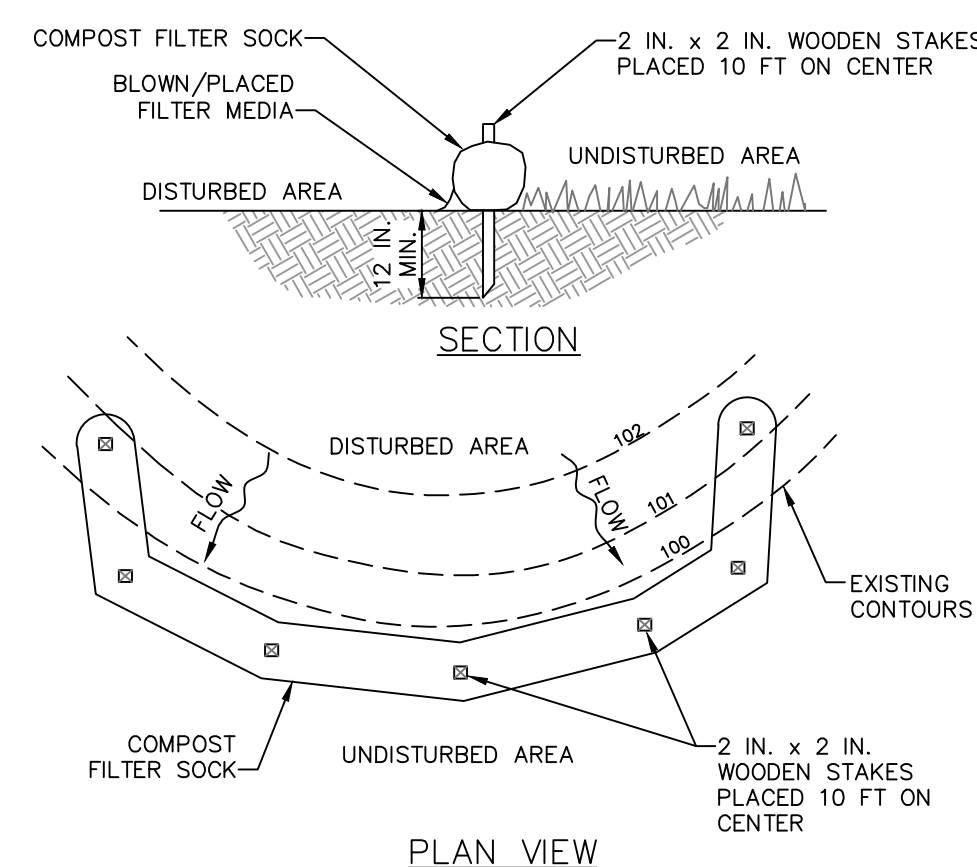 COMPOST FILTER SOCK
2 IN. x 2 IN. WOODEN STAKES
PLACED 10 FT ON CENTER
BLOWN/PLACED
FILTER MEDIA
UNDISTURBED AREA
DISTURBED AREA
12 IN.
MIN.
SECTION
DISTURBED AREA
102
FLOW
FLOW
101
100
EXISTING
CONTOURS
COMPOST
FILTER SOCK
UNDISTURBED AREA
2 IN. x 2 IN.
WOODEN STAKES
PLACED 10 FT ON
CENTER
PLAN VIEW